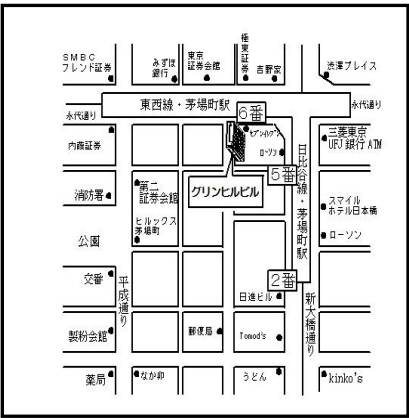 SMBC
フレンド証券
みずほ
銀行
東京
証券会館
極東証券
吉野家
渋澤プレイス
東西線・茅場町駅
永代通り
永代通り
6番
内藤証券
セブンイレブン
ローソン
三菱東京
UFJ銀行ATM
5番
日比谷線・茅場町駅
消防署
第二
証券会館
グリンヒルビル
スマイル
ホテル日本橋
ヒルックス
茅場町
ローソン
公園
交番
平成通り
2番
日進ビル
新大橋通り
製粉会館
郵便局
Tomod's
薬局
なか卯
うどん
kinko's